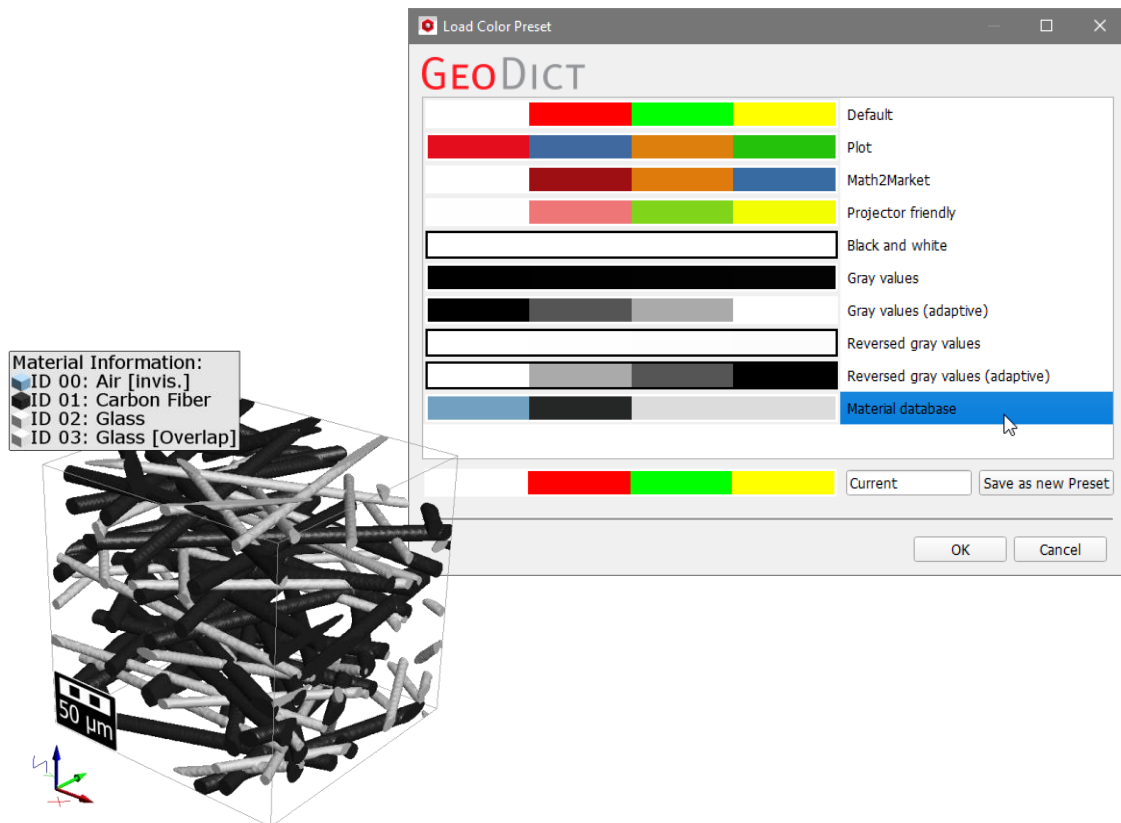 Load Color Preset
GEODICT
Default
Plot
Math2Market
Projector friendly
Black and white
Gray values
Gray values (adaptive)
Reversed gray values
Reversed gray values (adaptive)
Material database
Current
Save as new Preset
OK
Cancel
Material Information:
ID 00: Air [invis.]
ID 01: Carbon Fiber
ID 02: Glass
ID 03: Glass [Overlap]
50 µm
X